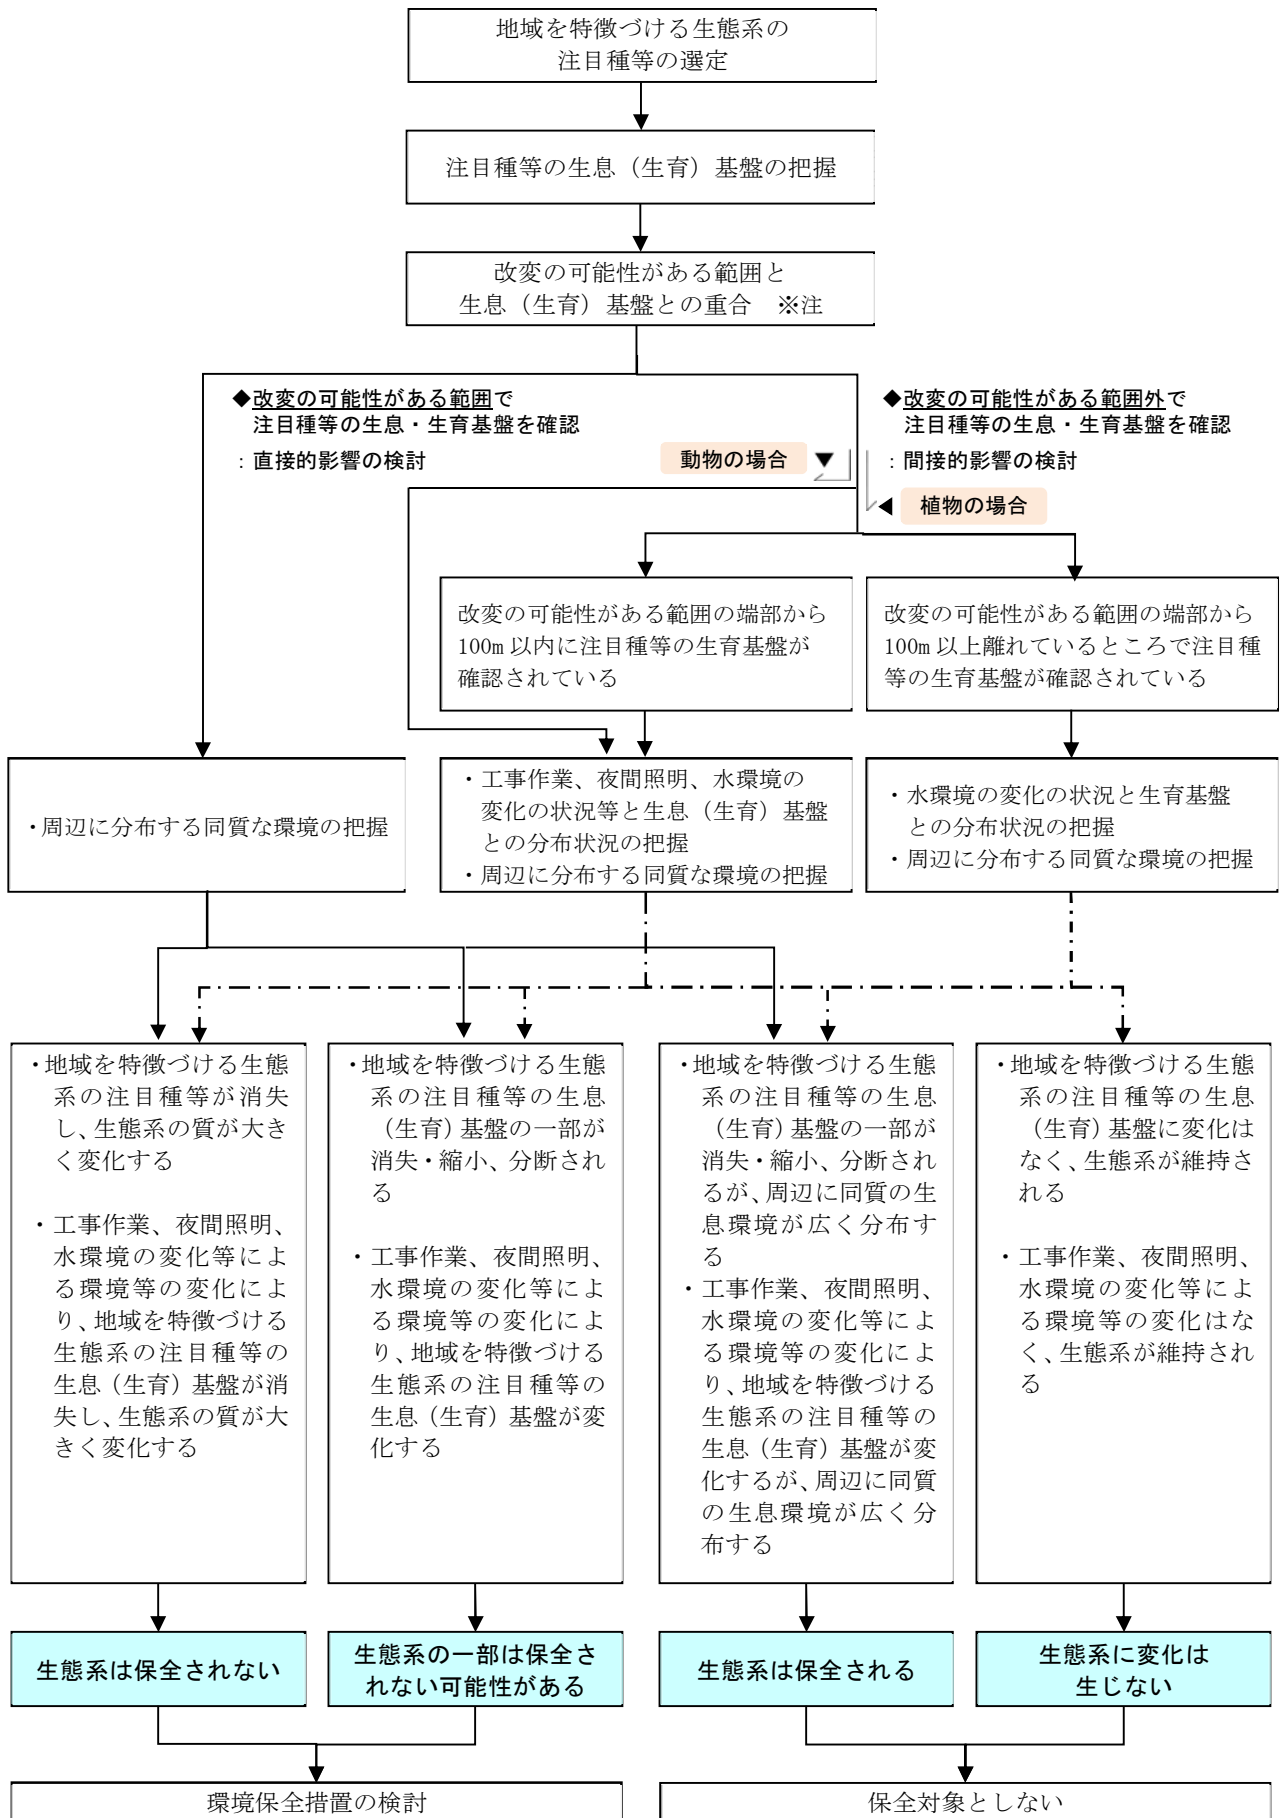 地域を特徴づける生態系の
注目種等の選定
注目種等の生息（生育）基盤の把握
改変の可能性がある範囲と
生息（生育）基盤との重合　※注
◆改変の可能性がある範囲で
注目種等の生息・生育基盤を確認
：直接的影響の検討
動物の場合
◆改変の可能性がある範囲外で
注目種等の生息・生育基盤を確認
：間接的影響の検討
植物の場合
改変の可能性がある範囲の端部から
100m 以内に注目種等の生育基盤が
確認されている
改変の可能性がある範囲の端部から
100m 以上離れているところで注目種
等の生育基盤が確認されている
・周辺に分布する同質な環境の把握
・工事作業、夜間照明、水環境の
変化の状況等と生息（生育）基盤
との分布状況の把握
・周辺に分布する同質な環境の把握
・水環境の変化の状況と生育基盤
との分布状況の把握
・周辺に分布する同質な環境の把握
・地域を特徴づける生態
系の注目種等が消失
し、生態系の質が大き
く変化する
・工事作業、夜間照明、
水環境の変化等によ
る環境等の変化によ
り、地域を特徴づける
生態系の注目種等の
生息（生育）基盤が消
失し、生態系の質が大
きく変化する
・地域を特徴づける生態
系の注目種等の生息
（生育）基盤の一部が
消失・縮小、分断され
る
・工事作業、夜間照明、
水環境の変化等によ
る環境等の変化によ
り、地域を特徴づける
生態系の注目種等の
生息（生育）基盤が変
化する
・地域を特徴づける生態
系の注目種等の生息
（生育）基盤の一部が
消失・縮小、分断され
るが、周辺に同質の生
息環境が広く分布す
る
・工事作業、夜間照明、
水環境の変化等によ
る環境等の変化によ
り、地域を特徴づける
生態系の注目種等の
生息（生育）基盤が変
化するが、周辺に同質
の生息環境が広く分
布する
・地域を特徴づける生態
系の注目種等の生息
（生育）基盤に変化は
なく、生態系が維持さ
れる
・工事作業、夜間照明、
水環境の変化等によ
る環境等の変化はな
く、生態系が維持され
る
生態系は保全されない
生態系の一部は保全さ
れない可能性がある
生態系は保全される
生態系に変化は
生じない
環境保全措置の検討
保全対象としない